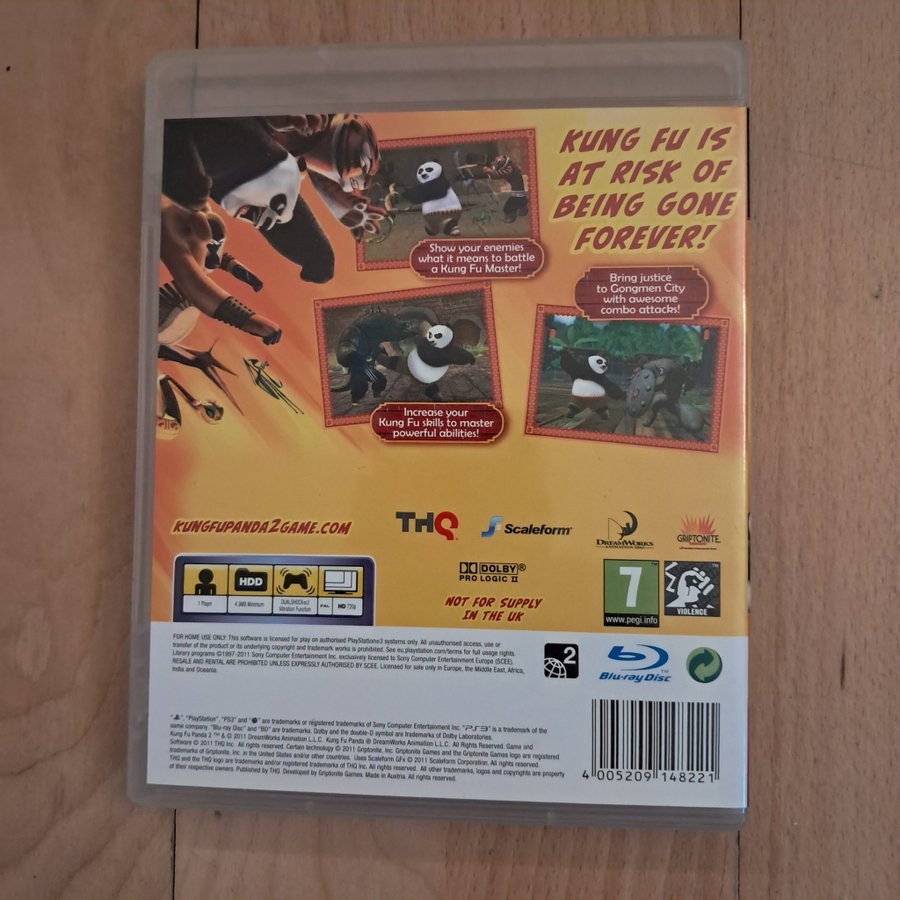 KUNG FU IS
AT RISK OF
BEING GONE
FOREVER!
Show your enemies
what it means to battle
a Kung Fu Master!
Bring justice
to Gongmen City
with awesome
combo attacks!
Increase your
Kung Fu skills to master
powerful abilities!
KUNGFUPANDA2GAME.COM
THQ
Scaleform
DREAMWORKS
ANIMATION SKG
GRIPTONITE
1 Player
HDD
4.9MB Minimum
DUALSHOCK®3
Vibration Function
PAL
HD 720p
DOLBY®
PRO LOGIC II
NOT FOR SUPPLY
IN THE UK
7
www.pegi.info
VIOLENCE
FOR HOME USE ONLY: This software is licensed for play on authorised PlayStation®3 systems only. All unauthorised access, use or
transfer of the product or its underlying copyright and trademark works is prohibited. See eu.playstation.com/terms for full usage rights.
Library programs ©1997-2011 Sony Computer Entertainment Inc. exclusively licensed to Sony Computer Entertainment Europe (SCEE).
RESALE AND RENTAL ARE PROHIBITED UNLESS EXPRESSLY AUTHORISED BY SCEE. Licensed for sale only in Europe, the Middle East, Africa,
India and Oceania.
2
Blu-ray Disc™
"PlayStation", "PS3" and are trademarks or registered trademarks of Sony Computer Entertainment Inc. "PS3" is a trademark of the
same company. "Blu-ray Disc" and "BD" are trademarks. Dolby and the double-D symbol are trademarks of Dolby Laboratories.
Kung Fu Panda 2 ™ & © 2011 DreamWorks Animation L.L.C. Kung Fu Panda ® DreamWorks Animation L.L.C. All Rights Reserved. Game and
Software © 2011 THQ Inc. All rights reserved. Certain technology © 2011 Griptonite, Inc. Griptonite Games and the Griptonite Games logo are registered
trademarks of Griptonite, Inc. in the United States and/or other countries. Uses Scaleform GFx © 2011 Scaleform Corporation. All rights reserved.
THQ and the THQ logo are trademarks and/or registered trademarks of THQ Inc. All rights reserved. All other trademarks, logos and copyrights are property
of their respective owners. Published by THQ. Developed by Griptonite Games. Made in Austria. All rights reserved.
4 005209 148221